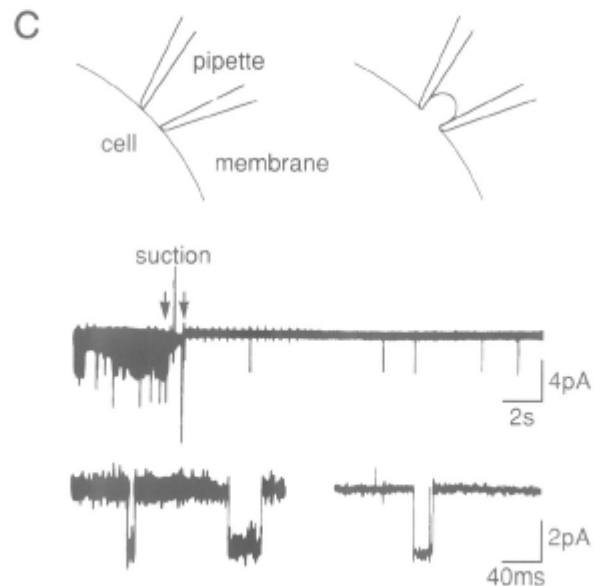 C
pipette
cell
membrane
suction
4pA
2s
2pA
40ms